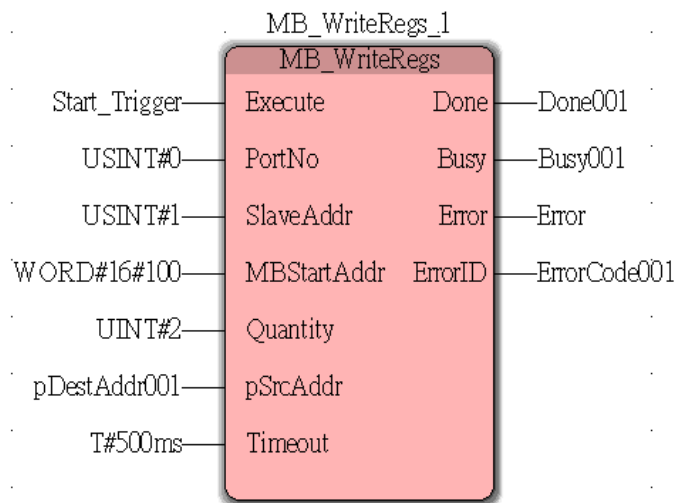 MB_WriteRegs_1
MB_WriteRegs
Start_Trigger Execute Done Done001
USINT#0 PortNo Busy Busy001
USINT#1 SlaveAddr Error Error
WORD#16#100 MBStartAddr ErrorID ErrorCode001
UINT#2 Quantity
pDestAddr001 pSrcAddr
T#500ms Timeout